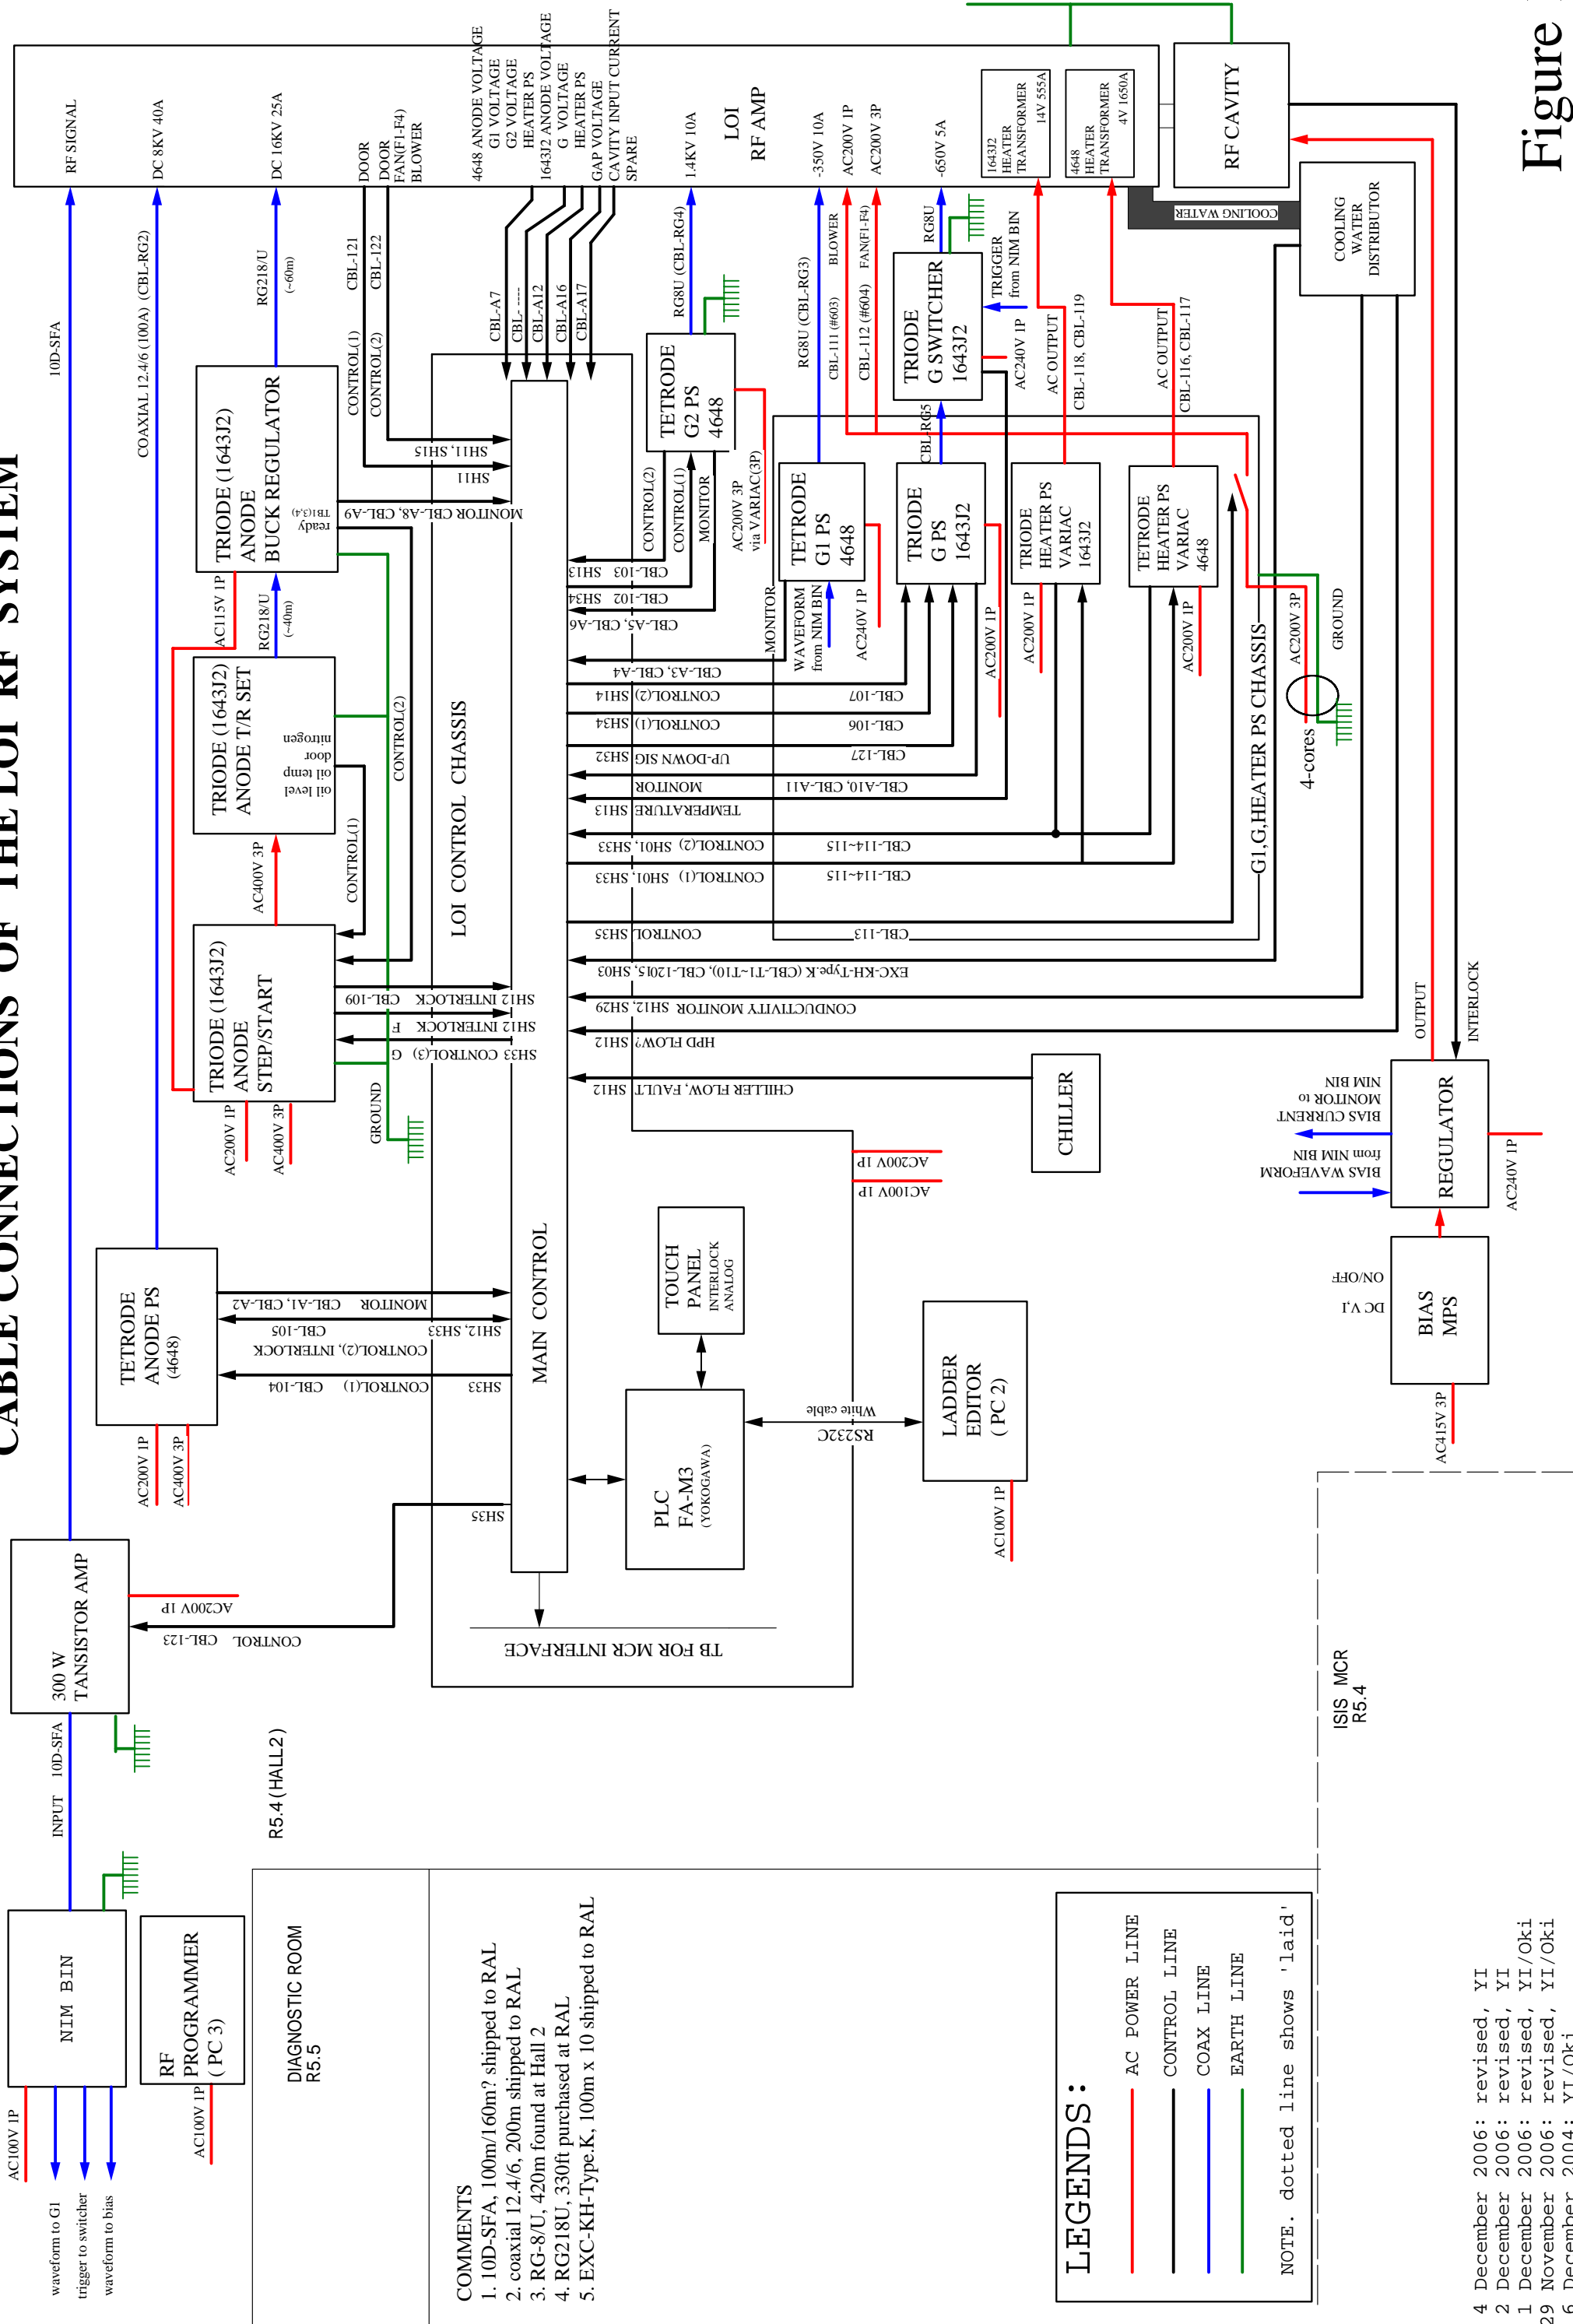 CABLE CONNECTIONS OF THE LOI RF SYSTEM
AC100V 1P
NIM BIN
waveform to G1
trigger to switcher
waveform to bias
RF
PROGRAMMER
( PC 3)
AC100V 1P
INPUT 10D-SFA
300 W
TANSISTOR AMP
AC200V 1P
CONTROL CBL-123
SH35
10D-SFA
RF SIGNAL
R5.4 (HALL2)
DIAGNOSTIC ROOM
R5.5
TETRODE
ANODE PS
(4648)
AC200V 1P
AC400V 3P
COAXIAL 12.4/6 (100A) (CBL-RG2)
DC 8KV 40A
MONITOR CBL-A1, CBL-A2
CBL-105 SH12, SH33
CONTROL(2), INTERLOCK
CONTROL(1) CBL-104 SH33
TRIODE (1643J2)
ANODE
STEP/START
AC200V 1P
AC400V 3P
GROUND
AC400V 3P
CONTROL(1)
CONTROL(2)
SH12 INTERLOCK CBL-109
SH12 INTERLOCK F
SH33 CONTROL(3) G
TRIODE (1643J2)
ANODE T/R SET
nitrogen
door
oil temp
oil level
AC115V 1P
RG218/U
(~40m)
TRIODE (1643J2)
ANODE
BUCK REGULATOR
ready
TB1(3,4)
MONITOR CBL-A8, CBL-A9
RG218/U
(~60m)
DC 16KV 25A
CBL-121
CBL-122
CONTROL(1)
CONTROL(2)
SH11, SH15
SH11
DOOR
DOOR
FAN(F1-F4)
BLOWER
4648 ANODE VOLTAGE
G1 VOLTAGE
G2 VOLTAGE
HEATER PS
1643J2 ANODE VOLTAGE
G VOLTAGE
HEATER PS
GAP VOLTAGE
CAVITY INPUT CURRENT
SPARE
CBL-A7
CBL- ----
CBL-A12
CBL-A16
CBL-A17
LOI CONTROL CHASSIS
MAIN CONTROL
TB FOR MCR INTERFACE
PLC
FA-M3
(YOKOGAWA)
TOUCH
PANEL
INTERLOCK
ANALOG
AC200V 1P
AC100V 1P
RS232C
White cable
LADDER
EDITOR
( PC 2)
AC100V 1P
CHILLER
CHILLER FLOW, FAULT SH12
HPD FLOW? SH12
CONDUCTIVITY MONITOR SH12, SH29
EXC-KH-Type.K (CBL-T1~T10), CBL-12015, SH03
CONTROL SH35
CBL-113
CONTROL(1) SH01, SH33
CBL-114~115
CONTROL(2) SH01, SH33
CBL-114~115
TEMPERATURE SH13
MONITOR
CBL-A10, CBL-A11
UP-DOWN SIG SH32
CBL-127
CONTROL(1) SH34
CBL-106
CONTROL(2) SH14
CBL-107
CBL-A3, CBL-A4
MONITOR
CBL-A5, CBL-A6
CBL-102 SH34
CBL-103 SH13
CONTROL(2)
CONTROL(1)
MONITOR
TETRODE
G2 PS
4648
AC200V 3P
via VARIAC(3P)
RG8U (CBL-RG4)
1.4KV 10A
LOI
RF AMP
TETRODE
G1 PS
4648
WAVEFORM
from NIM BIN
AC240V 1P
RG8U (CBL-RG3)
-350V 10A
CBL-111 (#603) BLOWER
AC200V 1P
CBL-112 (#604) FAN(F1-F4)
AC200V 3P
TRIODE
G PS
1643J2
AC200V 1P
CBL-RG5
TRIODE
G SWITCHER
1643J2
RG8U
-650V 5A
TRIGGER
from NIM BIN
AC240V 1P
TRIODE
HEATER PS
VARIAC
1643J2
AC200V 1P
AC OUTPUT
CBL-118, CBL-119
1643J2
HEATER
TRANSFORMER
14V 555A
TETRODE
HEATER PS
VARIAC
4648
AC200V 1P
AC OUTPUT
CBL-116, CBL-117
4648
HEATER
TRANSFORMER
4V 1650A
G1,G,HEATER PS CHASSIS
AC200V 3P
GROUND
4-cores
COOLING WATER
RF CAVITY
COOLING
WATER
DISTRIBUTOR
OUTPUT
INTERLOCK
REGULATOR
BIAS CURRENT
MONITOR to
NIM BIN
BIAS WAVEFORM
from NIM BIN
AC240V 1P
BIAS
MPS
ON/OFF
DC V,I
AC415V 3P
ISIS MCR
R5.4
COMMENTS
1. 10D-SFA, 100m/160m? shipped to RAL
2. coaxial 12.4/6, 200m shipped to RAL
3. RG-8/U, 420m found at Hall 2
4. RG218U, 330ft purchased at RAL
5. EXC-KH-Type.K, 100m x 10 shipped to RAL
LEGENDS:
AC POWER LINE
CONTROL LINE
COAX LINE
EARTH LINE
NOTE. dotted line shows 'laid'
4 December 2006: revised, YI
2 December 2006: revised, YI
1 December 2006: revised, YI/Oki
29 November 2006: revised, YI/Oki
6 December 2004: YI/Oki
Figure